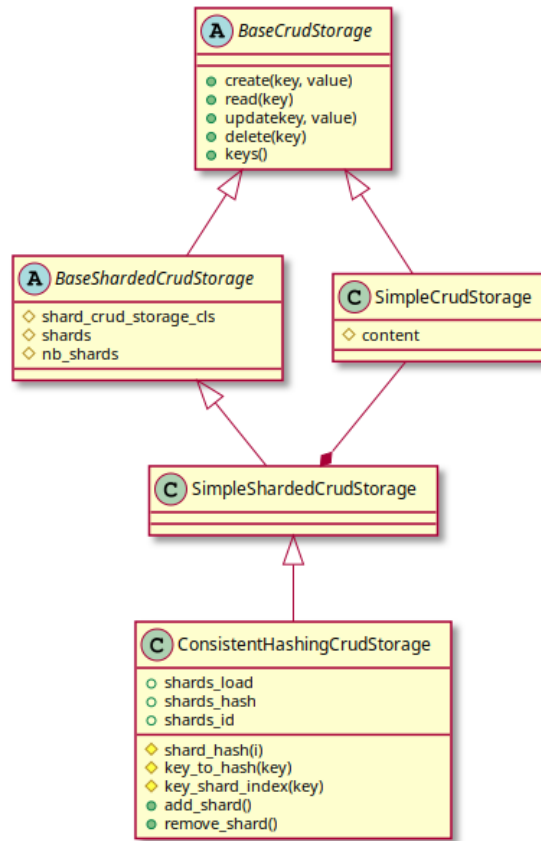 A BaseCrudStorage
create(key, value)
read(key)
updatekey, value)
delete(key)
keys()
A BaseShardedCrudStorage
shard_crud_storage_cls
shards
nb_shards
C SimpleCrudStorage
content
C SimpleShardedCrudStorage
C ConsistentHashingCrudStorage
shards_load
shards_hash
shards_id
shard_hash(i)
key_to_hash(key)
key_shard_index(key)
add_shard()
remove_shard()